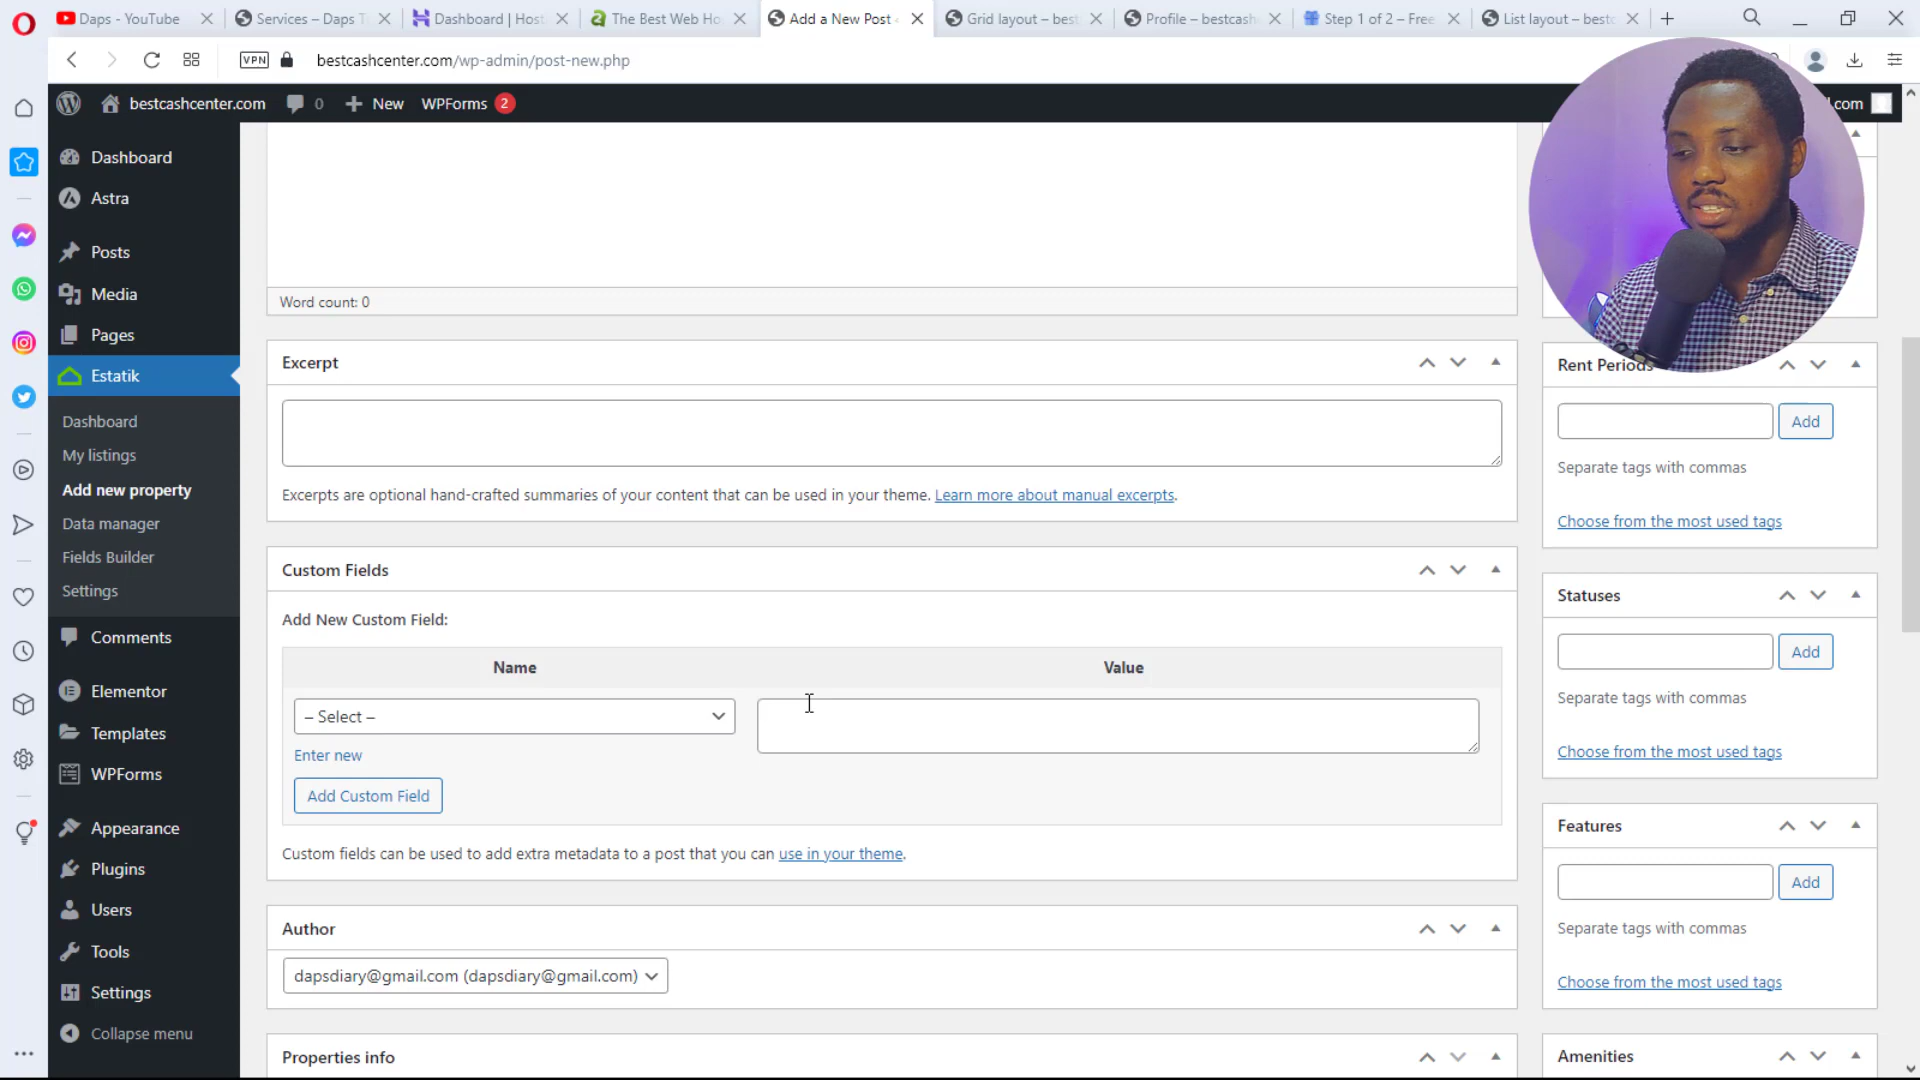 Daps - YouTube
Services – Daps T
Dashboard | Host
The Best Web Ho
Add a New Post
Grid layout – best
Profile – bestcash
Step 1 of 2 – Free
List layout – bestc
VPN
bestcashcenter.com/wp-admin/post-new.php
bestcashcenter.com
0
New
WPForms 2
l.com
Dashboard
Astra
Posts
Media
Pages
Estatik
Dashboard
My listings
Add new property
Data manager
Fields Builder
Settings
Comments
Elementor
Templates
WPForms
Appearance
Plugins
Users
Tools
Settings
Collapse menu
Word count: 0
Excerpt
Excerpts are optional hand-crafted summaries of your content that can be used in your theme. Learn more about manual excerpts.
Custom Fields
Add New Custom Field:
Name
Value
– Select –
Enter new
Add Custom Field
Custom fields can be used to add extra metadata to a post that you can use in your theme.
Author
dapsdiary@gmail.com (dapsdiary@gmail.com)
Properties info
Rent Periods
Add
Separate tags with commas
Choose from the most used tags
Statuses
Add
Separate tags with commas
Choose from the most used tags
Features
Add
Separate tags with commas
Choose from the most used tags
Amenities